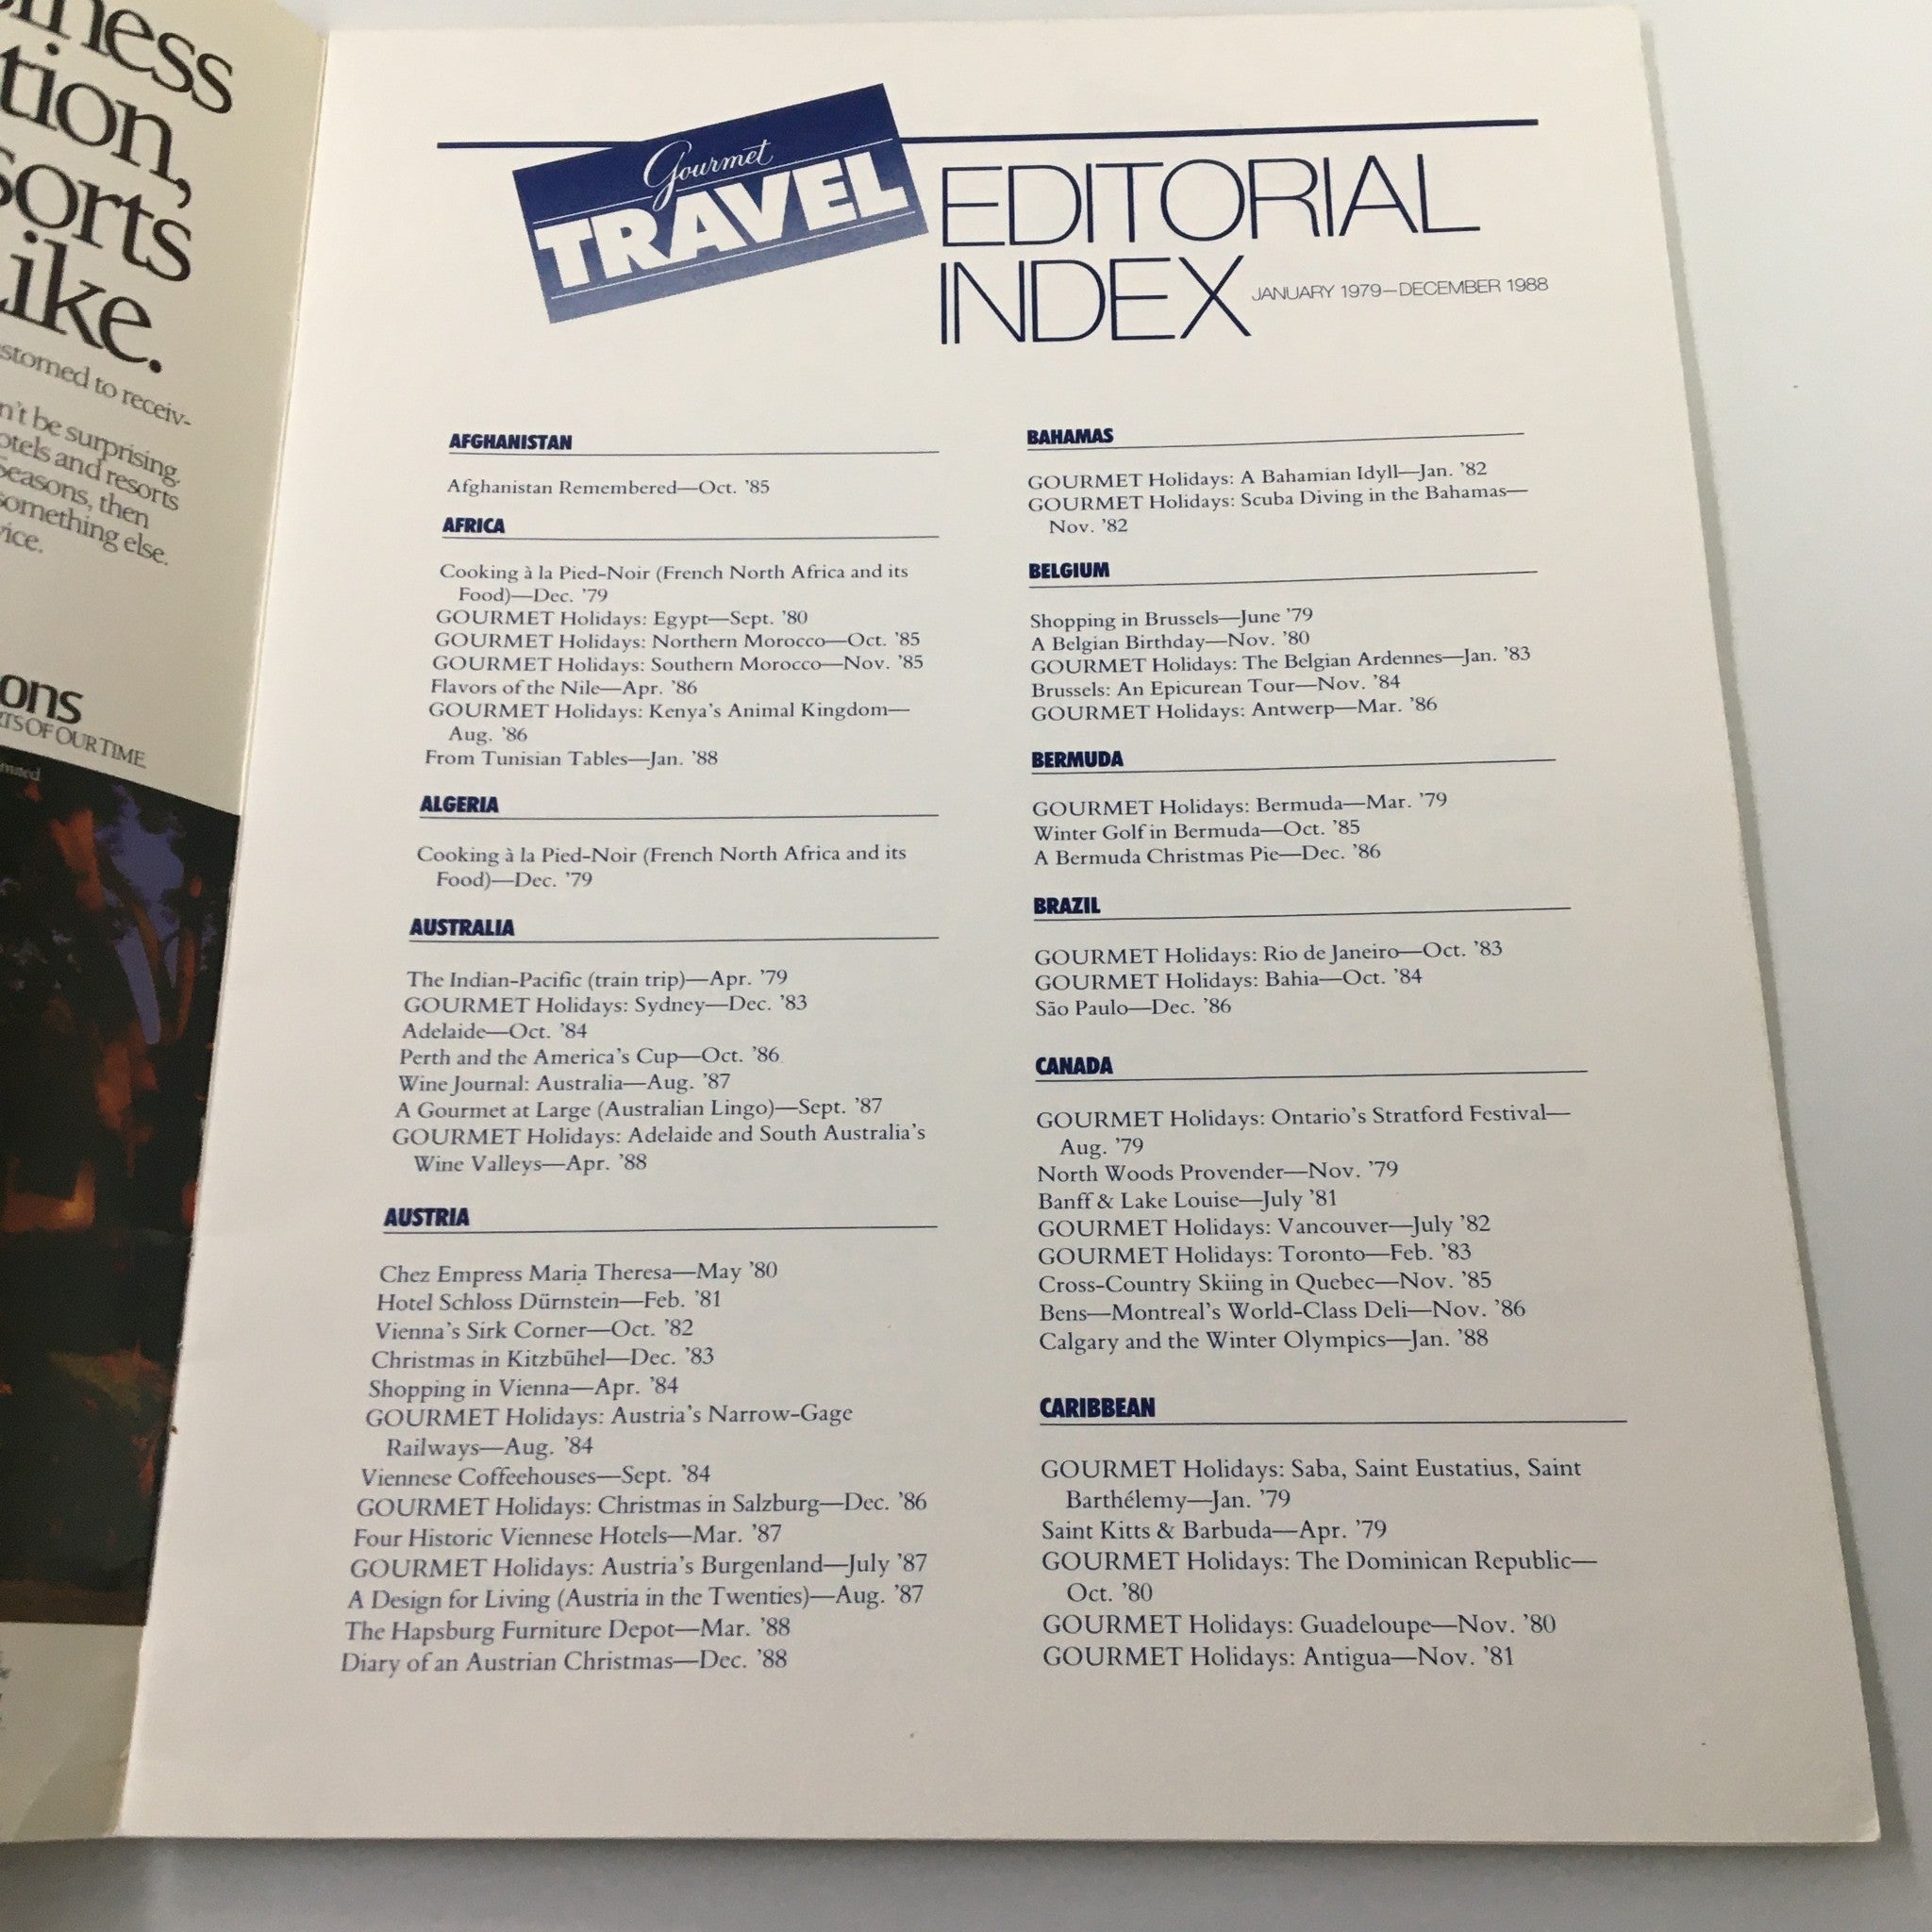 iness
tion,
sorts
Like.
to receiv-
n't be surprising.
hotels and resorts
Seasons, then
something else.
ons
OF OUR TIME
Gourmet
TRAVEL
EDITORIAL
INDEX
JANUARY 1979—DECEMBER 1988
AFGHANISTAN
Afghanistan Remembered—Oct. '85
AFRICA
Cooking à la Pied-Noir (French North Africa and its
Food)—Dec. '79
GOURMET Holidays: Egypt—Sept. '80
GOURMET Holidays: Northern Morocco—Oct. '85
GOURMET Holidays: Southern Morocco—Nov. '85
Flavors of the Nile—Apr. '86
GOURMET Holidays: Kenya's Animal Kingdom—
Aug. '86
From Tunisian Tables—Jan. '88
ALGERIA
Cooking à la Pied-Noir (French North Africa and its
Food)—Dec. '79
AUSTRALIA
The Indian-Pacific (train trip)—Apr. '79
GOURMET Holidays: Sydney—Dec. '83
Adelaide—Oct. '84
Perth and the America's Cup—Oct. '86
Wine Journal: Australia—Aug. '87
A Gourmet at Large (Australian Lingo)—Sept. '87
GOURMET Holidays: Adelaide and South Australia's
Wine Valleys—Apr. '88
AUSTRIA
Chez Empress Maria Theresa—May '80
Hotel Schloss Dürnstein—Feb. '81
Vienna's Sirk Corner—Oct. '82
Christmas in Kitzbühel—Dec. '83
Shopping in Vienna—Apr. '84
GOURMET Holidays: Austria's Narrow-Gage
Railways—Aug. '84
Viennese Coffeehouses—Sept. '84
GOURMET Holidays: Christmas in Salzburg—Dec. '86
Four Historic Viennese Hotels—Mar. '87
GOURMET Holidays: Austria's Burgenland—July '87
A Design for Living (Austria in the Twenties)—Aug. '87
The Hapsburg Furniture Depot—Mar. '88
Diary of an Austrian Christmas—Dec. '88
BAHAMAS
GOURMET Holidays: A Bahamian Idyll—Jan. '82
GOURMET Holidays: Scuba Diving in the Bahamas—
Nov. '82
BELGIUM
Shopping in Brussels—June '79
A Belgian Birthday—Nov. '80
GOURMET Holidays: The Belgian Ardennes—Jan. '83
Brussels: An Epicurean Tour—Nov. '84
GOURMET Holidays: Antwerp—Mar. '86
BERMUDA
GOURMET Holidays: Bermuda—Mar. '79
Winter Golf in Bermuda—Oct. '85
A Bermuda Christmas Pie—Dec. '86
BRAZIL
GOURMET Holidays: Rio de Janeiro—Oct. '83
GOURMET Holidays: Bahia—Oct. '84
São Paulo—Dec. '86
CANADA
GOURMET Holidays: Ontario's Stratford Festival—
Aug. '79
North Woods Provender—Nov. '79
Banff & Lake Louise—July '81
GOURMET Holidays: Vancouver—July '82
GOURMET Holidays: Toronto—Feb. '83
Cross-Country Skiing in Quebec—Nov. '85
Bens—Montreal's World-Class Deli—Nov. '86
Calgary and the Winter Olympics—Jan. '88
CARIBBEAN
GOURMET Holidays: Saba, Saint Eustatius, Saint
Barthélemy—Jan. '79
Saint Kitts & Barbuda—Apr. '79
GOURMET Holidays: The Dominican Republic—
Oct. '80
GOURMET Holidays: Guadeloupe—Nov. '80
GOURMET Holidays: Antigua—Nov. '81